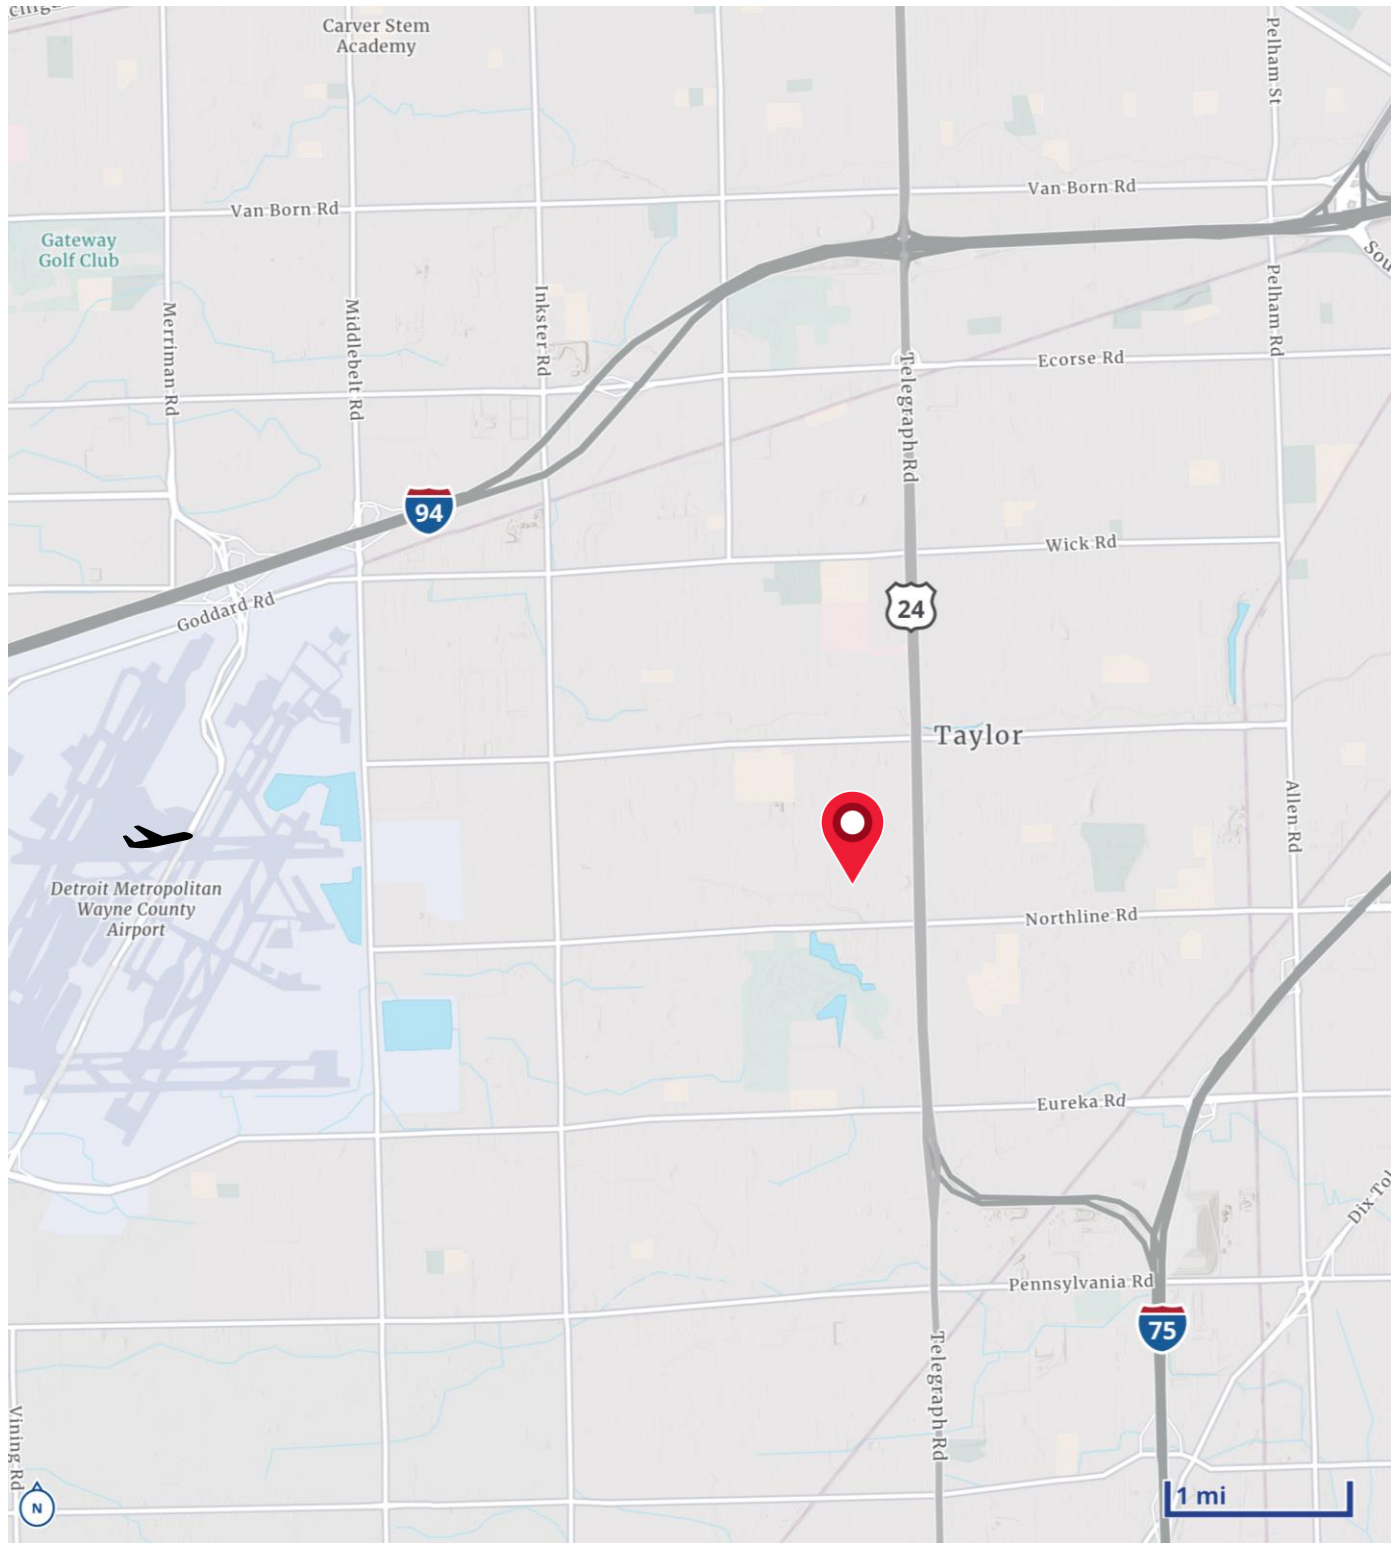 Carver Stem
Academy
Pelham St
Van Born Rd
Van Born Rd
Gateway
Golf Club
Merriman Rd
Middlebelt Rd
Inkster Rd
Pelham Rd
Telegraph Rd
Ecorse Rd
94
Wick Rd
Goddard Rd
24
Taylor
Allen Rd
Detroit Metropolitan
Wayne County
Airport
Northline Rd
Eureka Rd
Pennsylvania Rd
75
Telegraph Rd
Vining Rd
N
1 mi